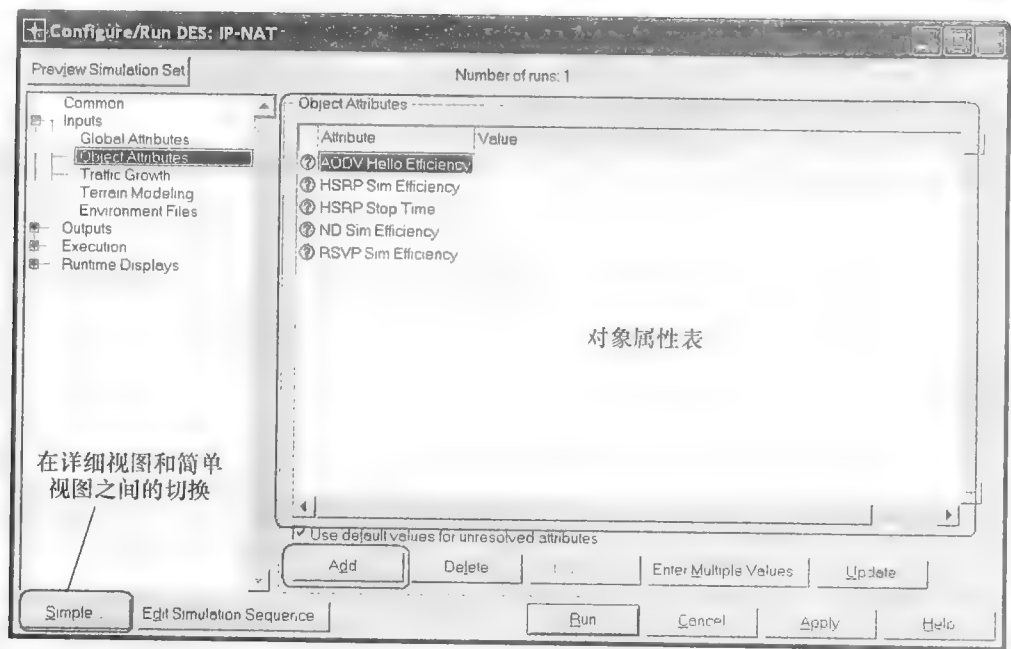 Configure/Run DES: IP-NAT
Preview Simulation Set
Number of runs: 1
Common
Inputs
Global Attributes
Object Attributes
Traffic Growth
Terrain Modeling
Environment Files
Outputs
Execution
Runtime Displays
Object Attributes
Attribute Value
AODV Hello Efficiency
HSRP Sim Efficiency
HSRP Stop Time
ND Sim Efficiency
RSVP Sim Efficiency
对象属性表
在详细视图和简单
视图之间的切换
Use default values for unresolved attributes
Add Delete Enter Multiple Values Update
Simple Edit Simulation Sequence Run Cancel Apply Help